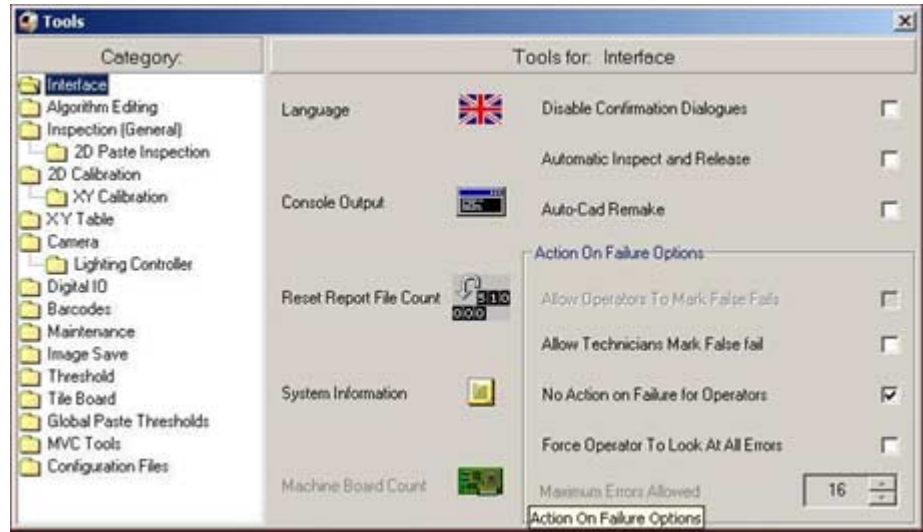 Tools
Category:
Interface
Algorithm Editing
Inspection (General)
2D Paste Inspection
2D Calibration
XY Calibration
XY Table
Camera
Lighting Controller
Digital IO
Barcodes
Maintenance
Image Save
Threshold
Tile Board
Global Paste Thresholds
MVC Tools
Configuration Files
Tools for: Interface
Language
Console Output
Reset Report File Count
310
000
System Information
Machine Board Count
Disable Confirmation Dialogues
Automatic Inspect and Release
Auto-Cad Remake
Action On Failure Options
Allow Operators To Mark False Fails
Allow Technicians Mark False fail
No Action on Failure for Operators
Force Operator To Look At All Errors
Maximum Errors Allowed 16
Action On Failure Options